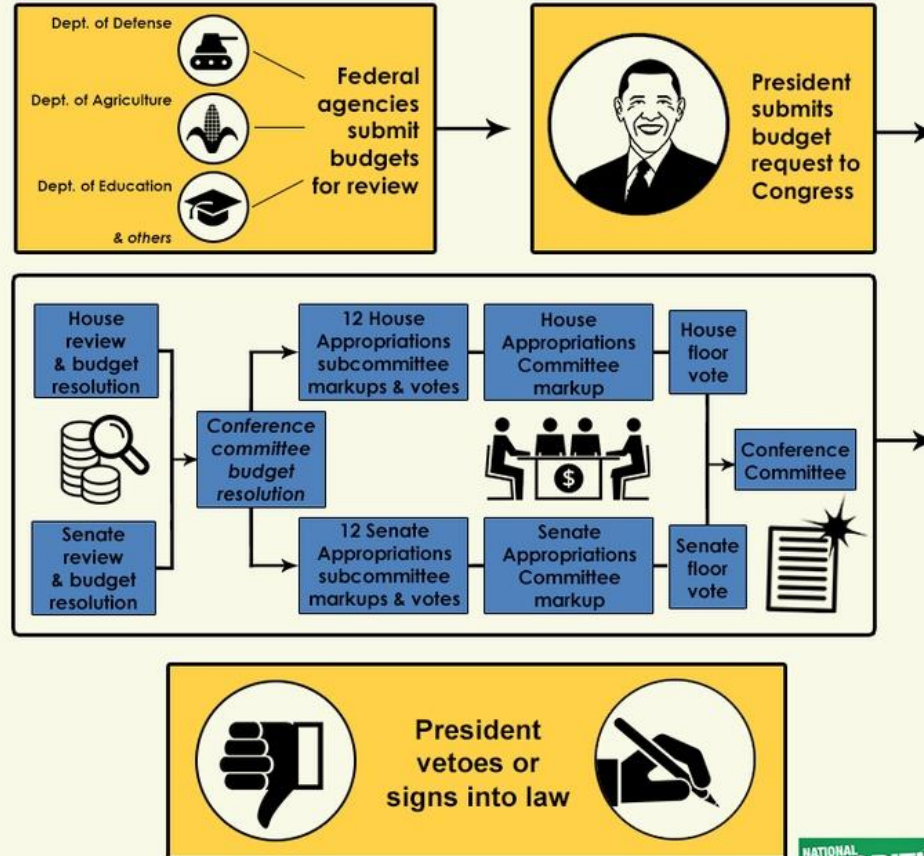 Dept. of Defense
Dept. of Agriculture
Dept. of Education
& others
Federal
agencies
submit
budgets
for review
President
submits
budget
request to
Congress
House
review
& budget
resolution
Senate
review
& budget
resolution
Conference
committee
budget
resolution
12 House
Appropriations
subcommittee
markups & votes
House
Appropriations
Committee
markup
House
floor
vote
$
12 Senate
Appropriations
subcommittee
markups & votes
Senate
Appropriations
Committee
markup
Senate
floor
vote
Conference
Committee
President
vetoes or
signs into law
NATIONAL